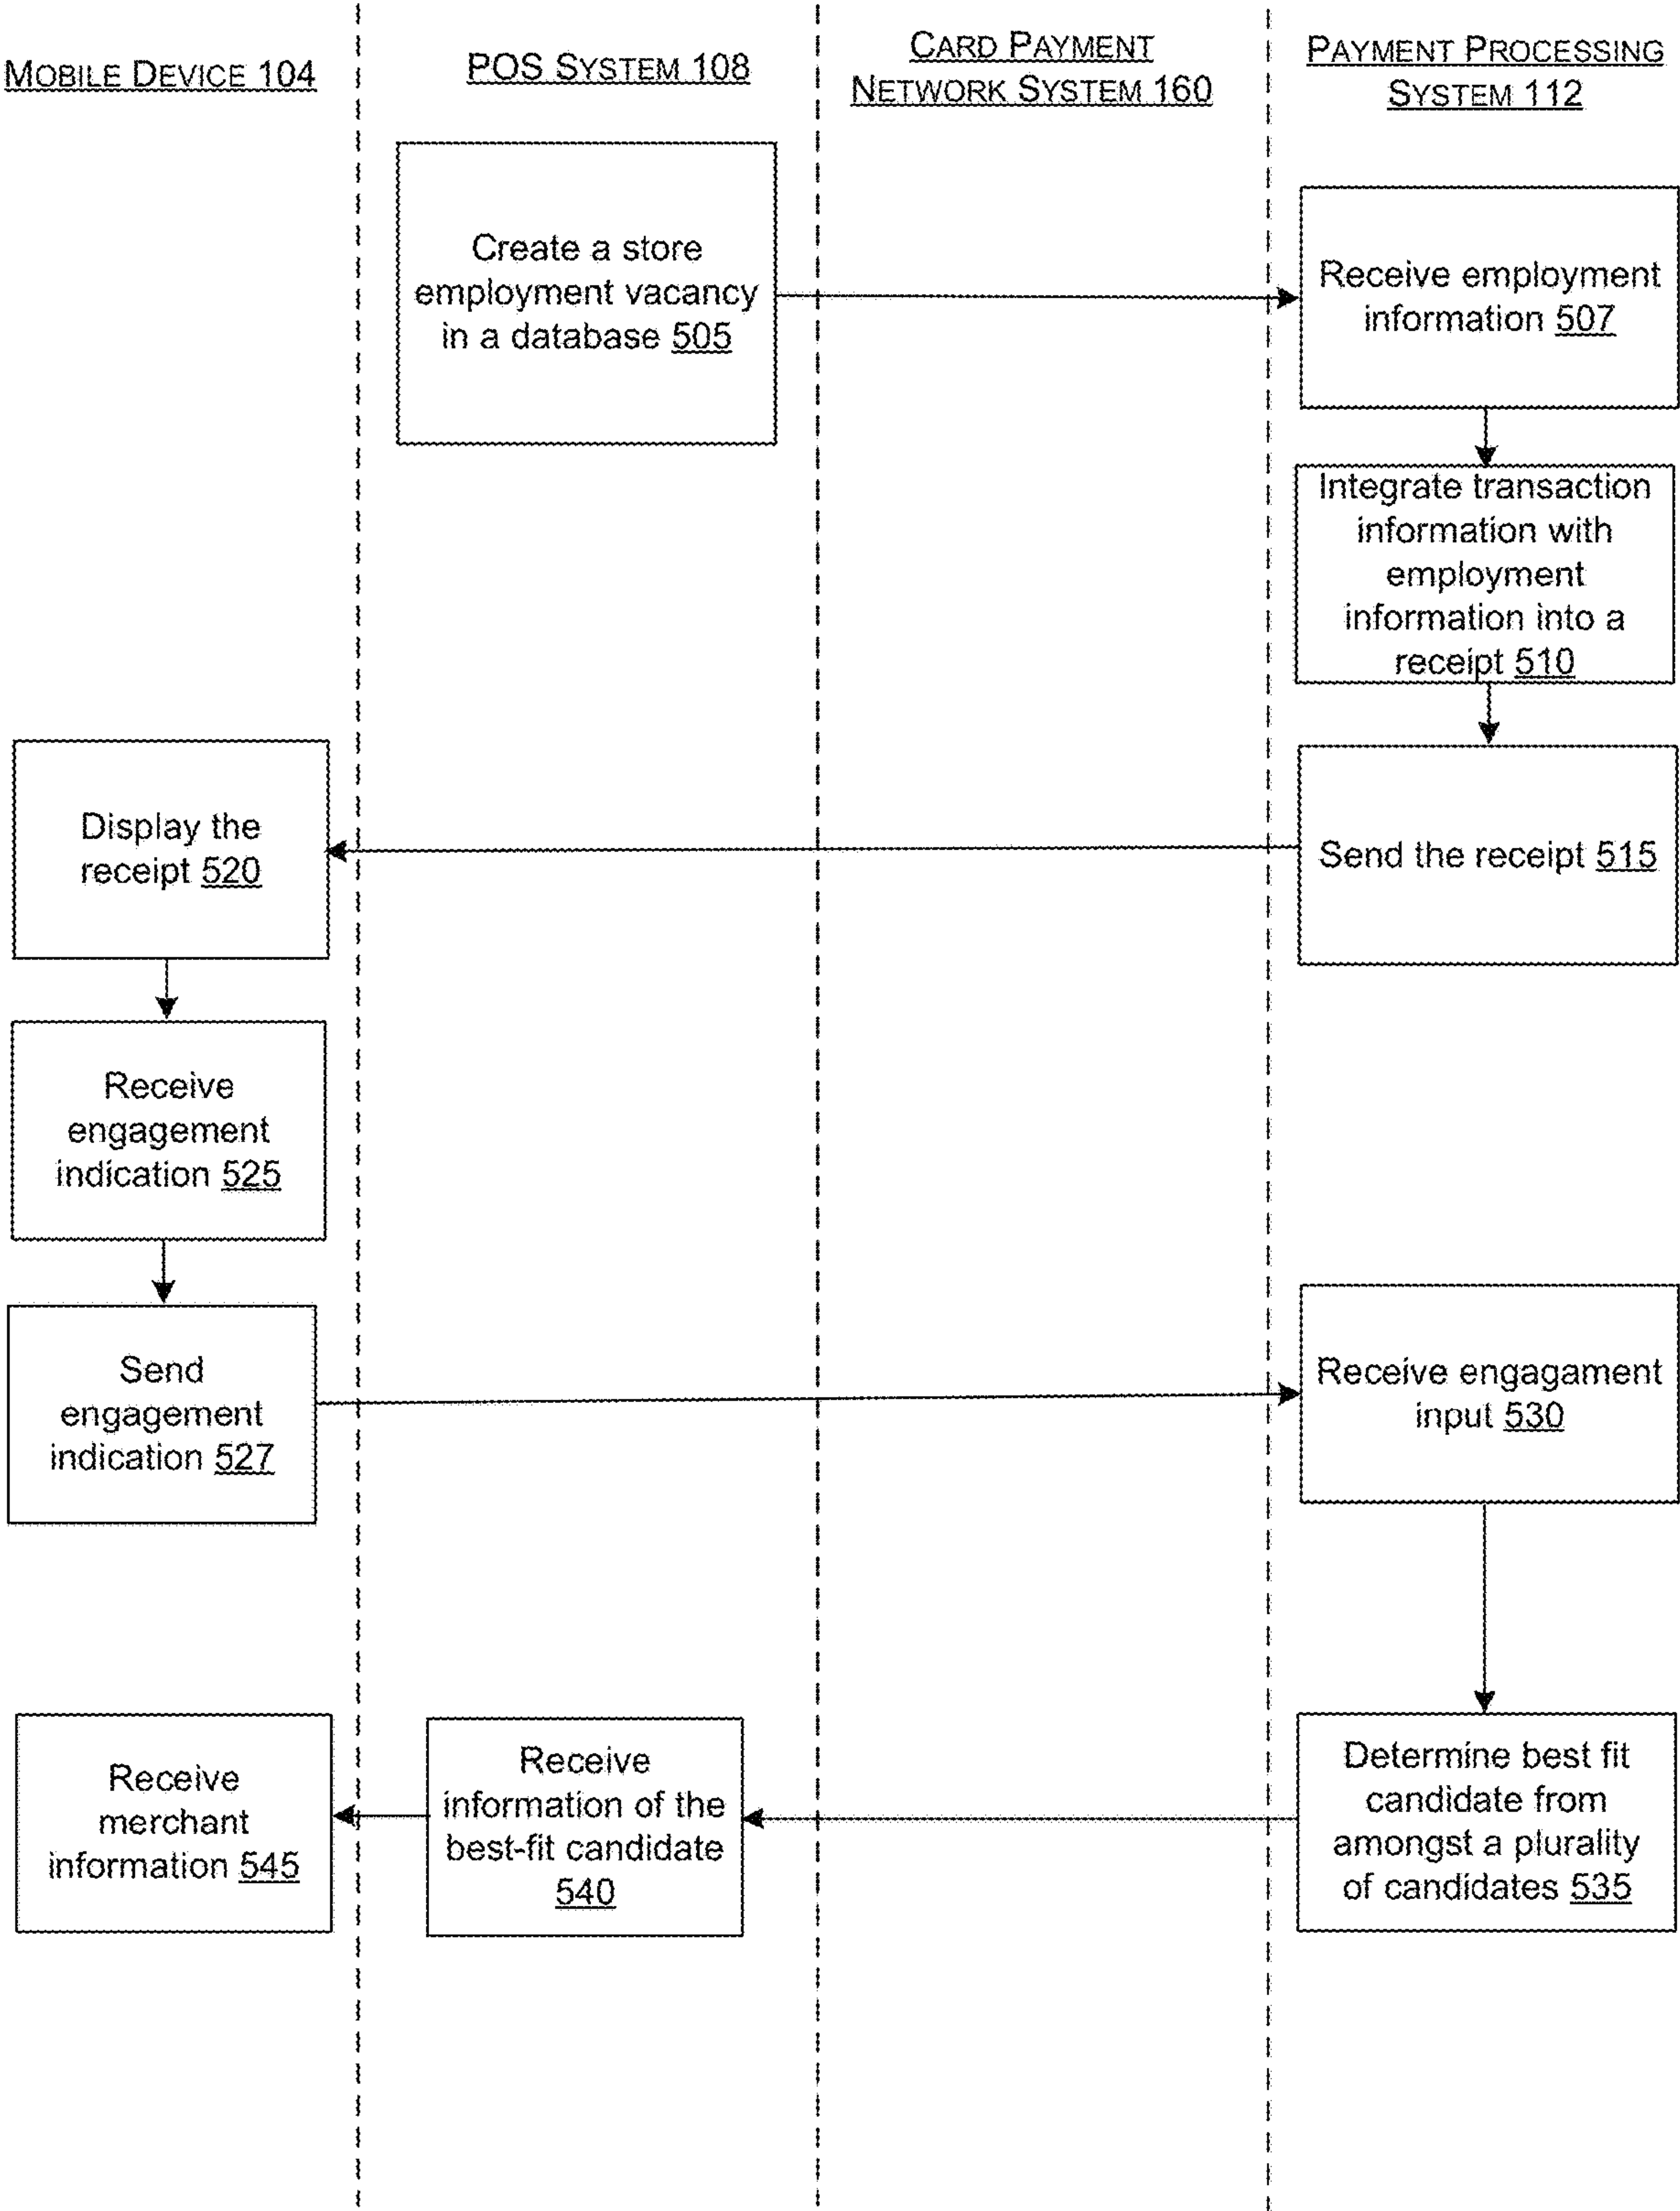 MOBILE DEVICE 104
POS SYSTEM 108
CARD PAYMENT
NETWORK SYSTEM 160
PAYMENT PROCESSING
SYSTEM 112
Create a store
employment vacancy
in a database 505
Receive employment
information 507
Integrate transaction
information with
employment
information into a
receipt 510
Display the
receipt 520
Send the receipt 515
Receive
engagement
indication 525
Send
engagement
indication 527
Receive engagament
input 530
Receive
merchant
information 545
Receive
information of the
best-fit candidate
540
Determine best fit
candidate from
amongst a plurality
of candidates 535